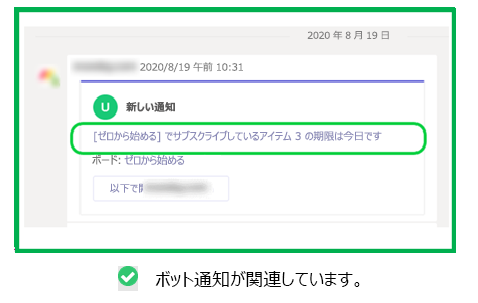 2020 年 8 月 19 日
2020/8/19 午前 10:31
U 新しい通知
[ゼロから始める] でサブスクライブしているアイテム 3 の期限は今日です
ボード: ゼロから始める
以下で
ボット通知が関連しています。